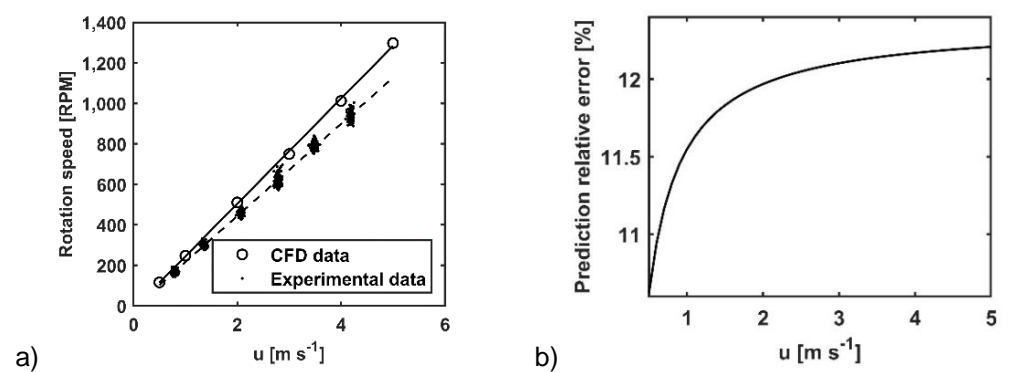 1,400
1,200
1,000
800
600
400
200
0
Rotation speed [RPM]
CFD data
Experimental data
0 2 4 6
u [m s-1]
a)
12
11.5
11
Prediction relative error [%]
1 2 3 4 5
u [m s-1]
b)